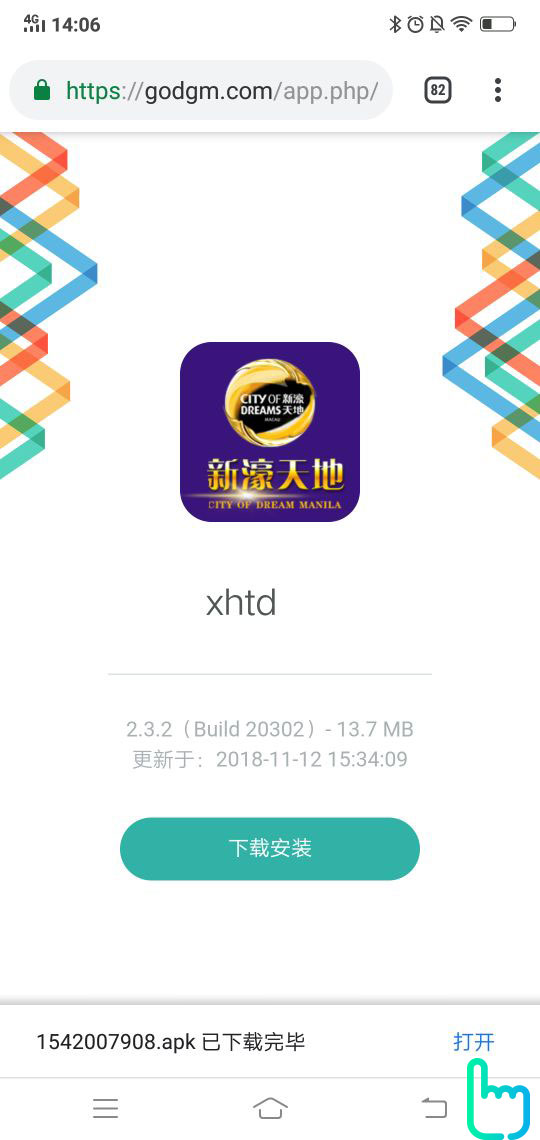 4G 14:06
https://godgm.com/app.php/
82
CITY OF 新濠
DREAMS 天地
MACAU
新濠天地
CITY OF DREAM MANILA
xhtd
2.3.2（Build 20302）- 13.7 MB
更新于：2018-11-12 15:34:09
下载安装
1542007908.apk 已下载完毕 打开